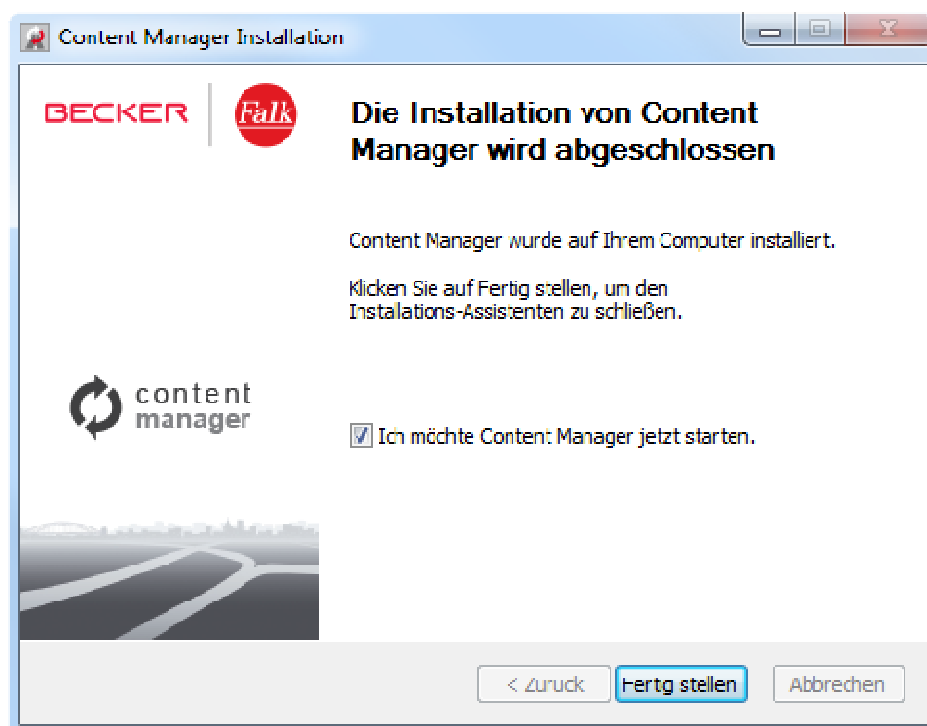 Content Manager Installation
BECKER
Falk
Die Installation von Content
Manager wird abgeschlossen
Content Manager wurde auf Ihrem Computer installiert.
Klicken Sie auf Fertig stellen, um den
Instalations-Assistenten zu schließen.
content
manager
Ich möchte Content Manager jetzt starten.
< Zurück
Fertig stellen
Abbrechen